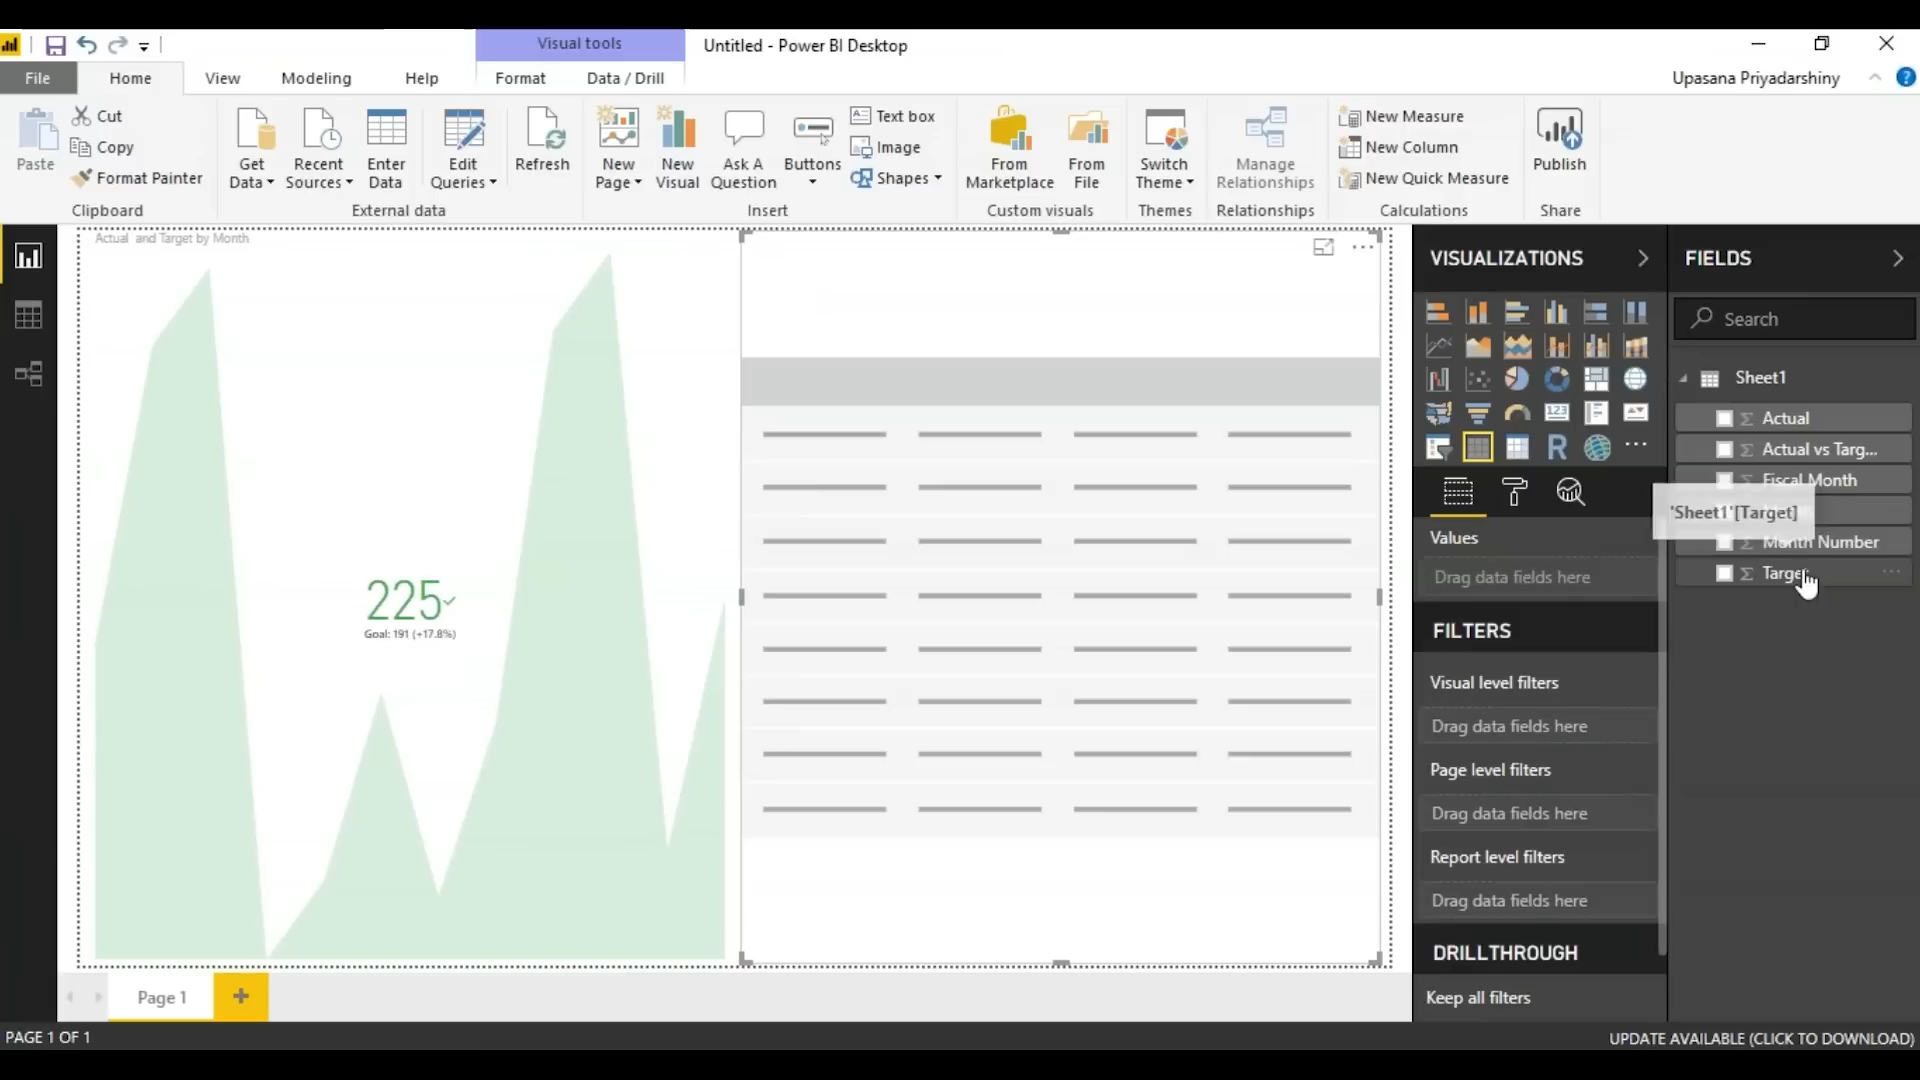 Visual tools
Untitled - Power BI Desktop
File
Home
View
Modeling
Help
Format
Data / Drill
Upasana Priyadarshiny
?
Paste
Cut
Copy
Format Painter
Clipboard
Get
Data
Recent
Sources
Enter
Data
Edit
Queries
Refresh
External data
New
Page
New
Visual
Ask A
Question
Buttons
Text box
Image
Shapes
Insert
From
Marketplace
From
File
Custom visuals
Switch
Theme
Themes
Manage
Relationships
Relationships
New Measure
New Column
New Quick Measure
Calculations
Publish
Share
Actual and Target by Month
225
Goal: 191 (+17.8%)
VISUALIZATIONS
123
R
Values
Drag data fields here
FILTERS
Visual level filters
Drag data fields here
Page level filters
Drag data fields here
Report level filters
Drag data fields here
DRILLTHROUGH
Keep all filters
FIELDS
Search
Sheet1
Σ Actual
Σ Actual vs Targ...
Σ Fiscal Month
'Sheet1'[Target]
Σ Month Number
Σ Target
Page 1
PAGE 1 OF 1
UPDATE AVAILABLE (CLICK TO DOWNLOAD)